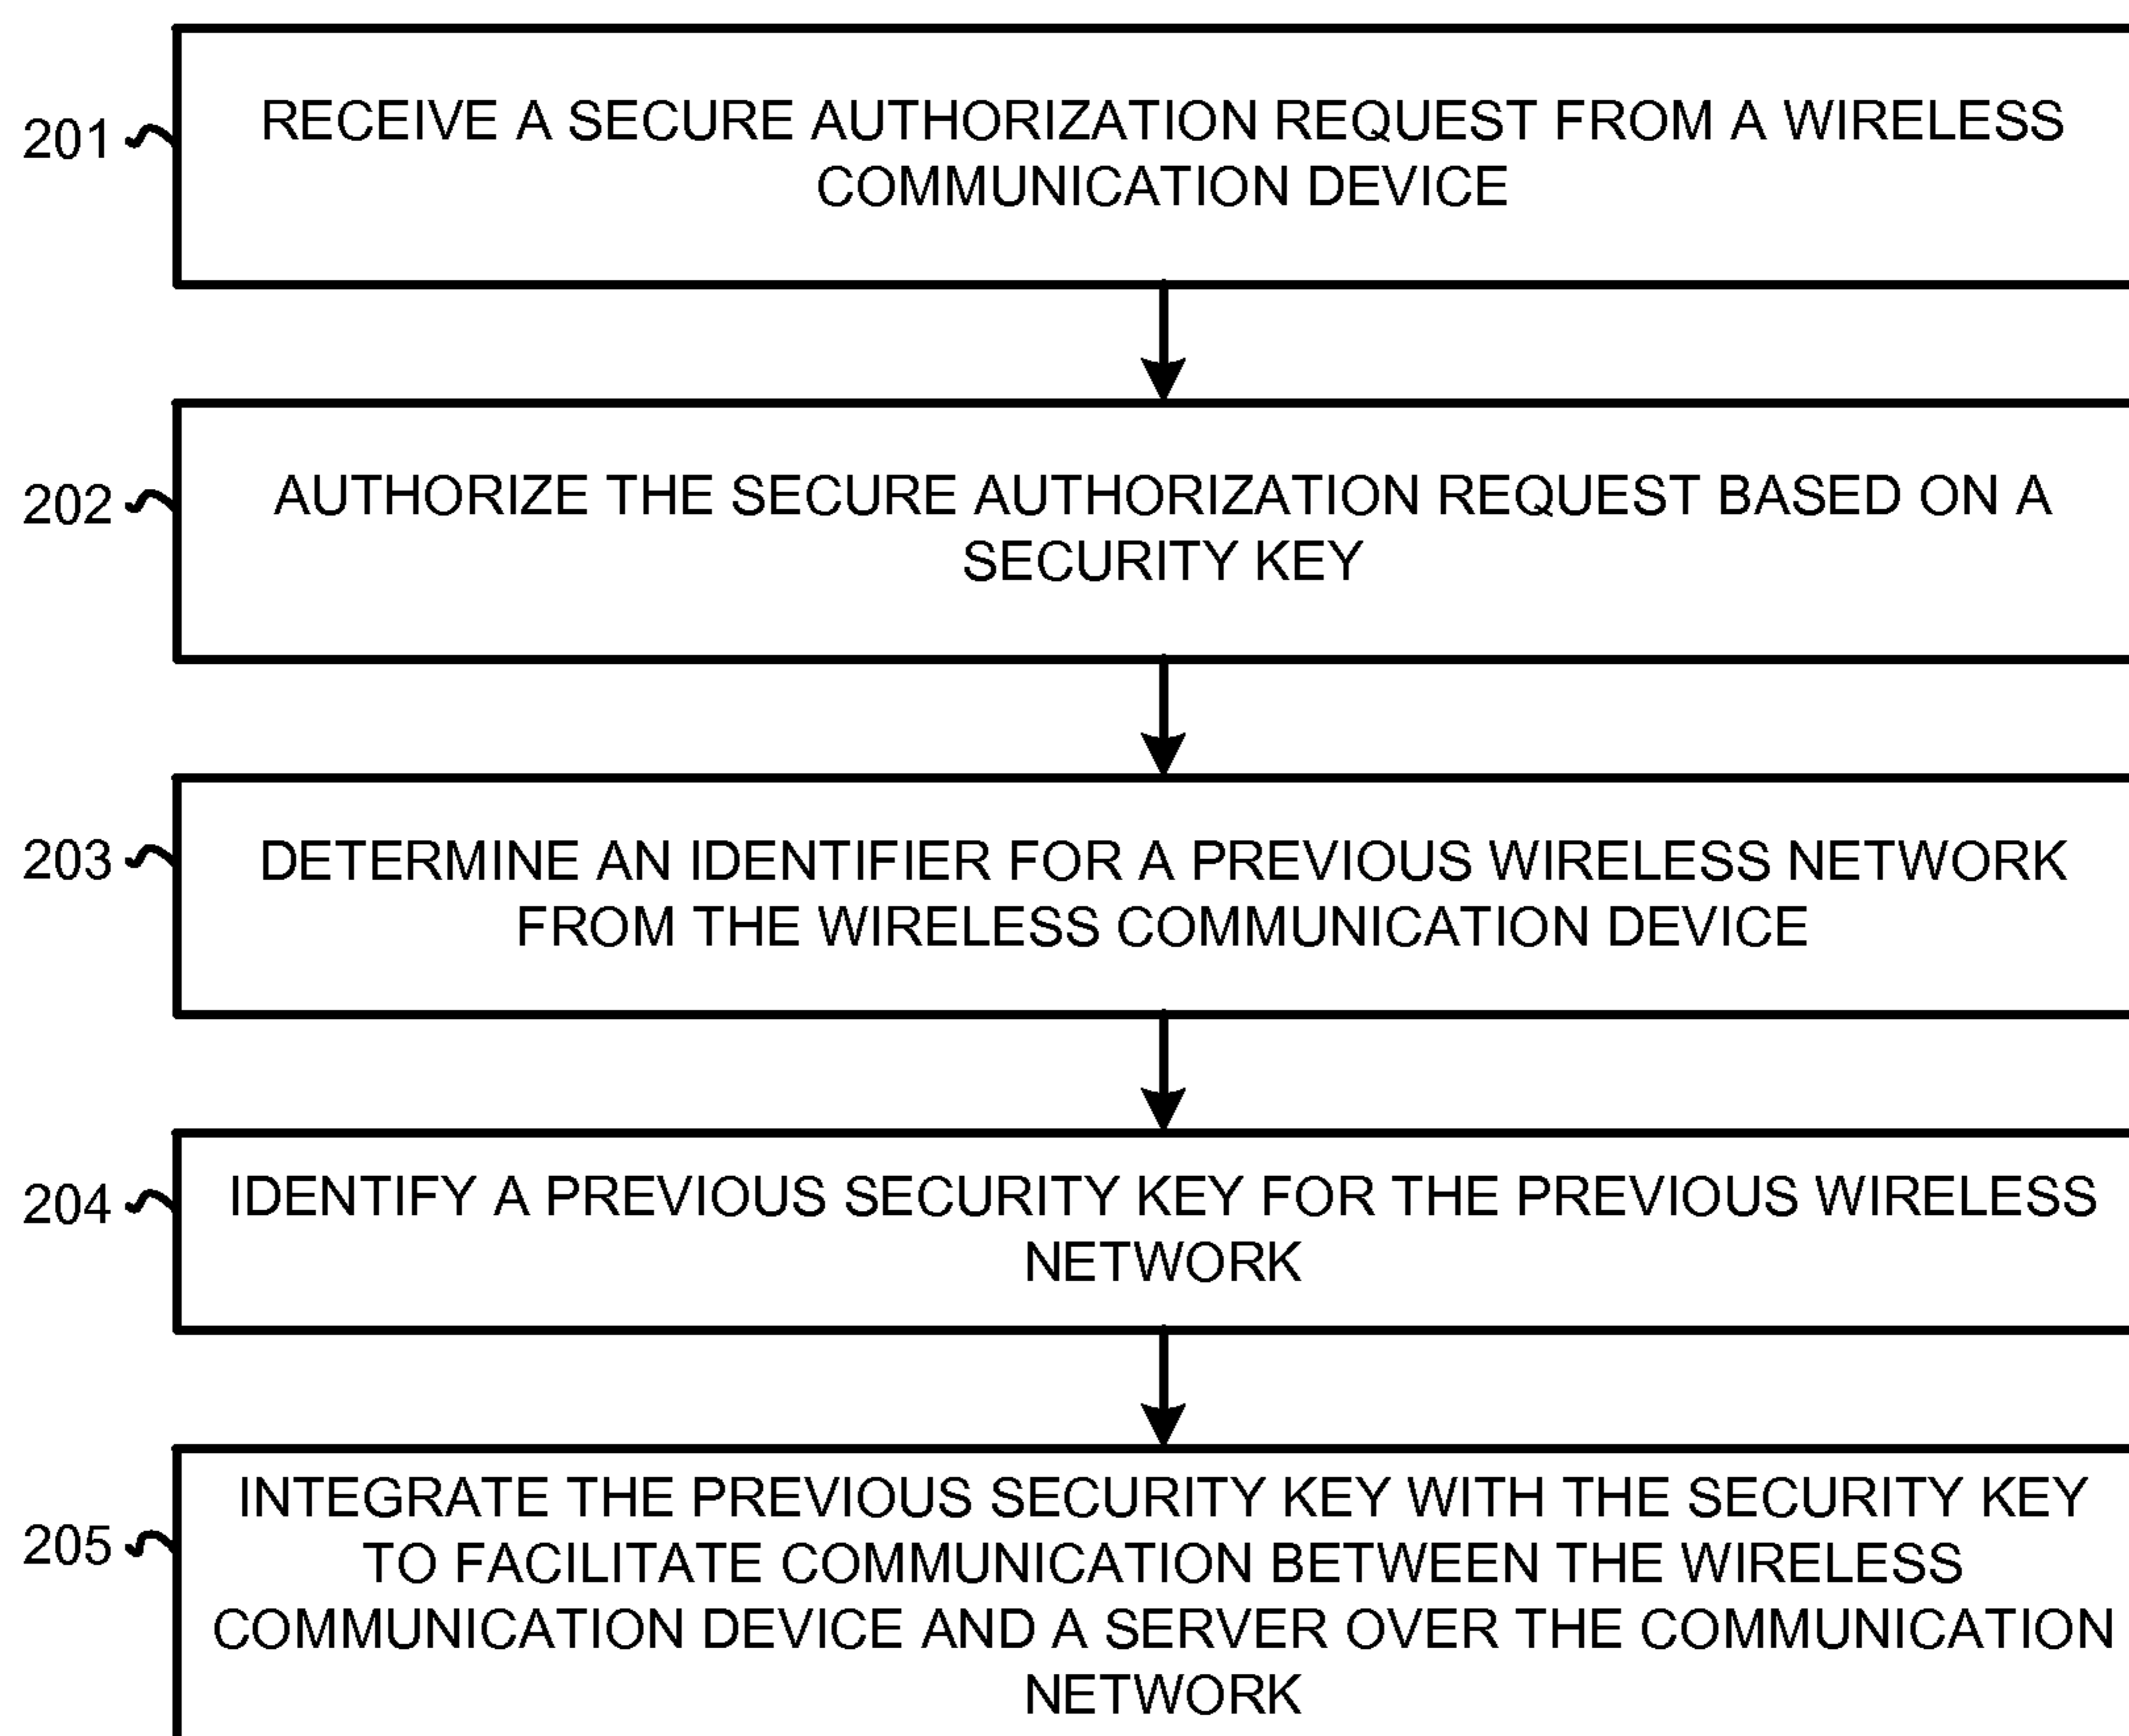 201
RECEIVE A SECURE AUTHORIZATION REQUEST FROM A WIRELESS
COMMUNICATION DEVICE
202
AUTHORIZE THE SECURE AUTHORIZATION REQUEST BASED ON A
SECURITY KEY
203
DETERMINE AN IDENTIFIER FOR A PREVIOUS WIRELESS NETWORK
FROM THE WIRELESS COMMUNICATION DEVICE
204
IDENTIFY A PREVIOUS SECURITY KEY FOR THE PREVIOUS WIRELESS
NETWORK
205
INTEGRATE THE PREVIOUS SECURITY KEY WITH THE SECURITY KEY
TO FACILITATE COMMUNICATION BETWEEN THE WIRELESS
COMMUNICATION DEVICE AND A SERVER OVER THE COMMUNICATION
NETWORK